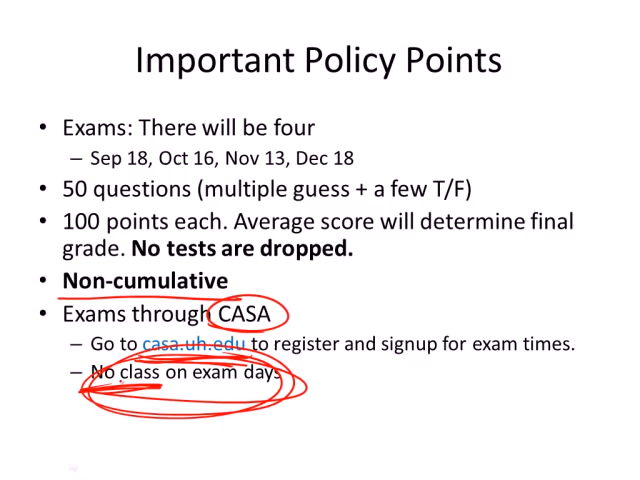 Important Policy Points
• Exams: There will be four
– Sep 18, Oct 16, Nov 13, Dec 18
• 50 questions (multiple guess + a few T/F)
• 100 points each. Average score will determine final
grade. No tests are dropped.
• Non-cumulative
• Exams through CASA
– Go to casa.uh.edu to register and signup for exam times.
– No class on exam days